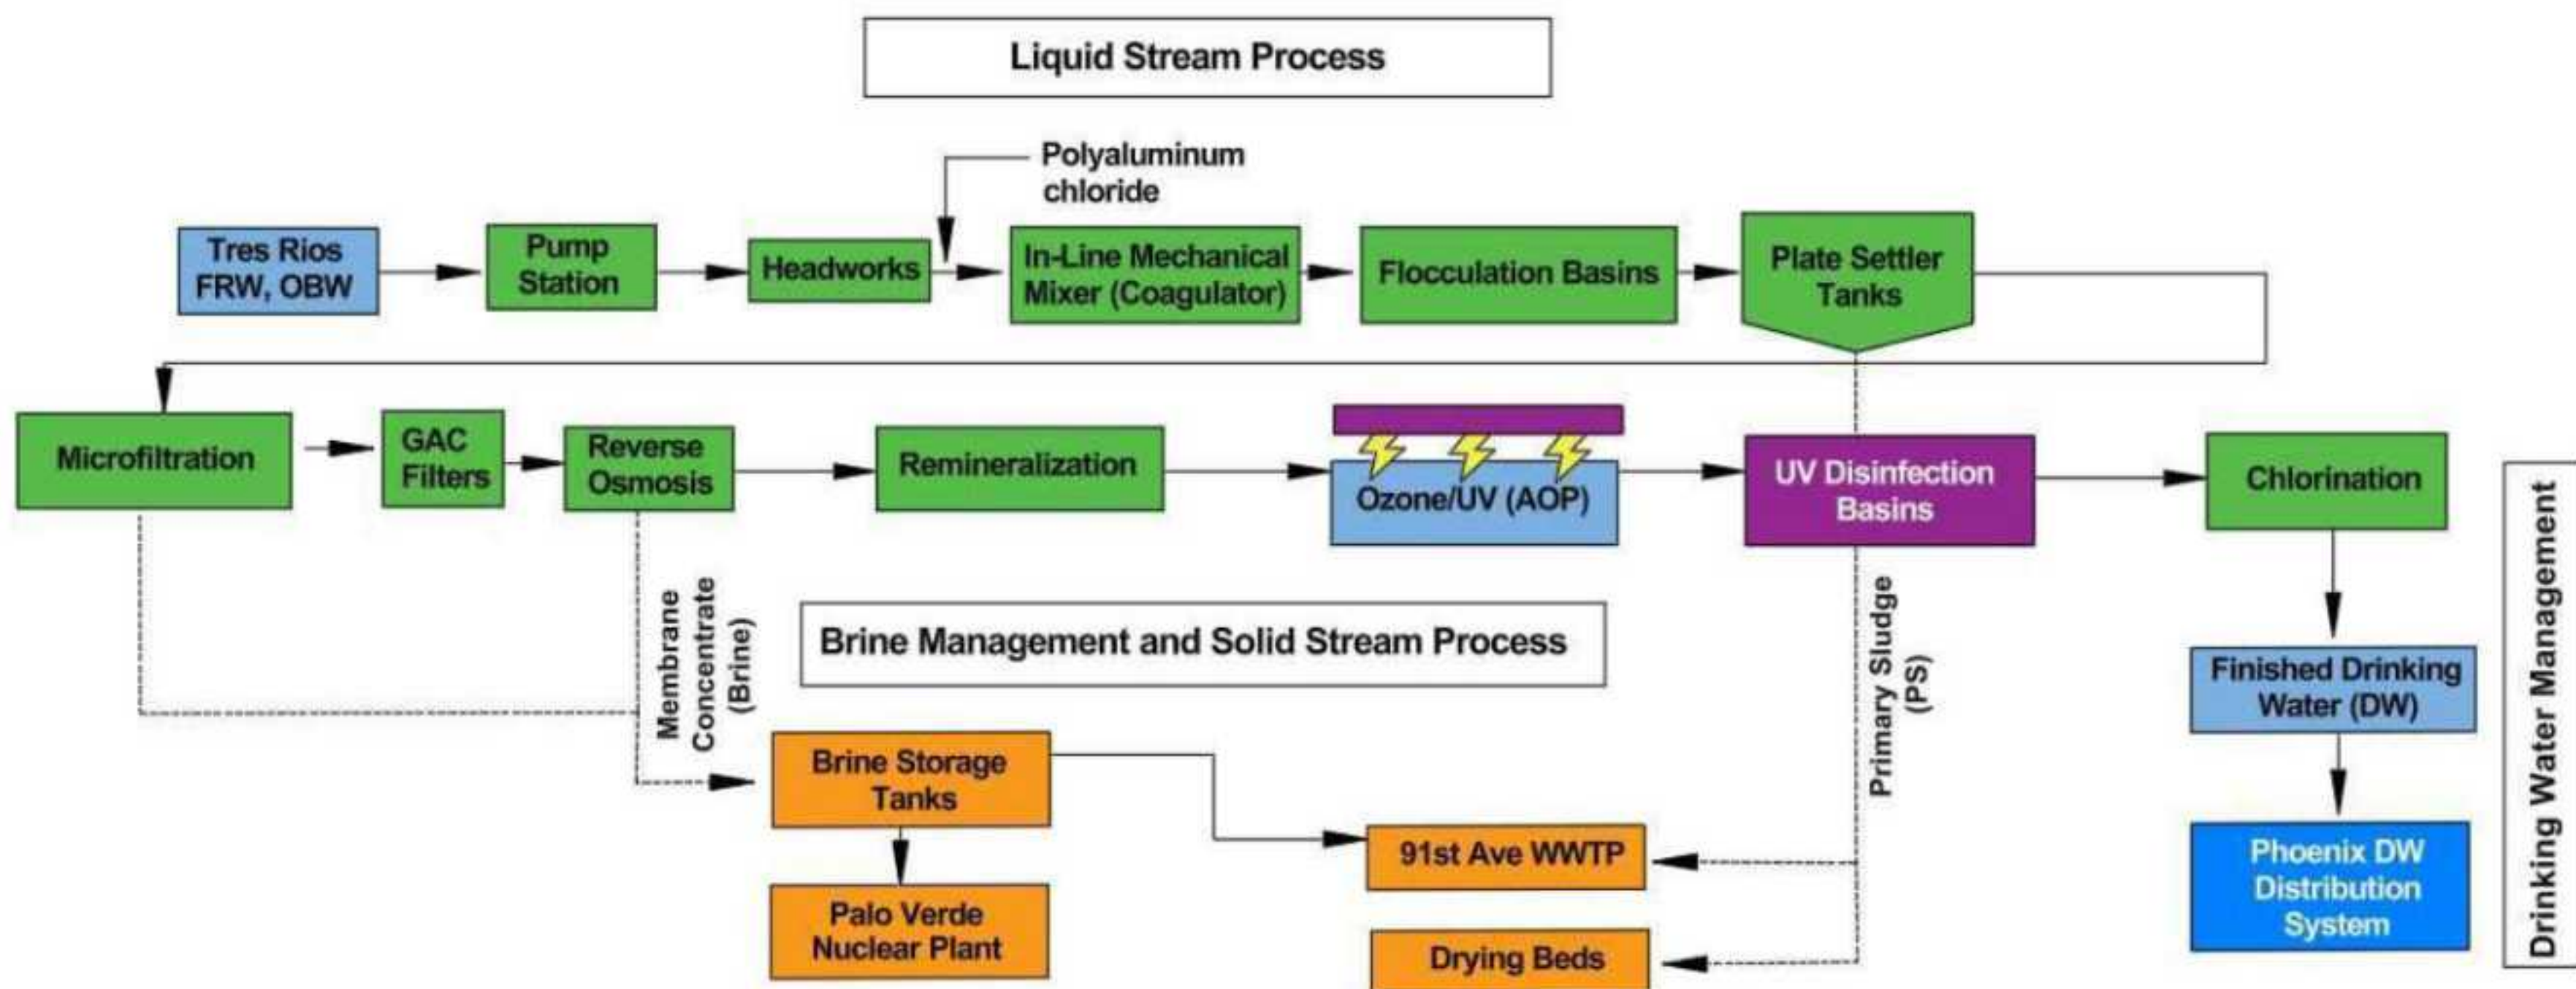 Liquid Stream Process
Polyaluminum
chloride
Tres Rios
FRW, OBW
Pump
Station
Headworks
In-Line Mechanical
Mixer (Coagulator)
Flocculation Basins
Plate Settler
Tanks
Microfiltration
GAC
Filters
Reverse
Osmosis
Remineralization
Ozone/UV (AOP)
UV Disinfection
Basins
Chlorination
Membrane
Concentrate
(Brine)
Brine Management and Solid Stream Process
Primary Sludge
(PS)
Finished Drinking
Water (DW)
Brine Storage
Tanks
91st Ave WWTP
Phoenix DW
Distribution
System
Palo Verde
Nuclear Plant
Drying Beds
Drinking Water Management